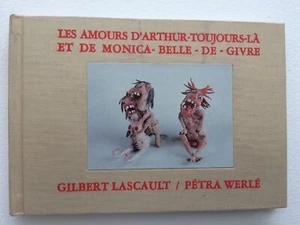 LES AMOURS D'ARTHUR-TOUJOURS-LÀ
ET DE MONICA-BELLE-DE-GIVRE
GILBERT LASCAULT / PÉTRA WERLÉ